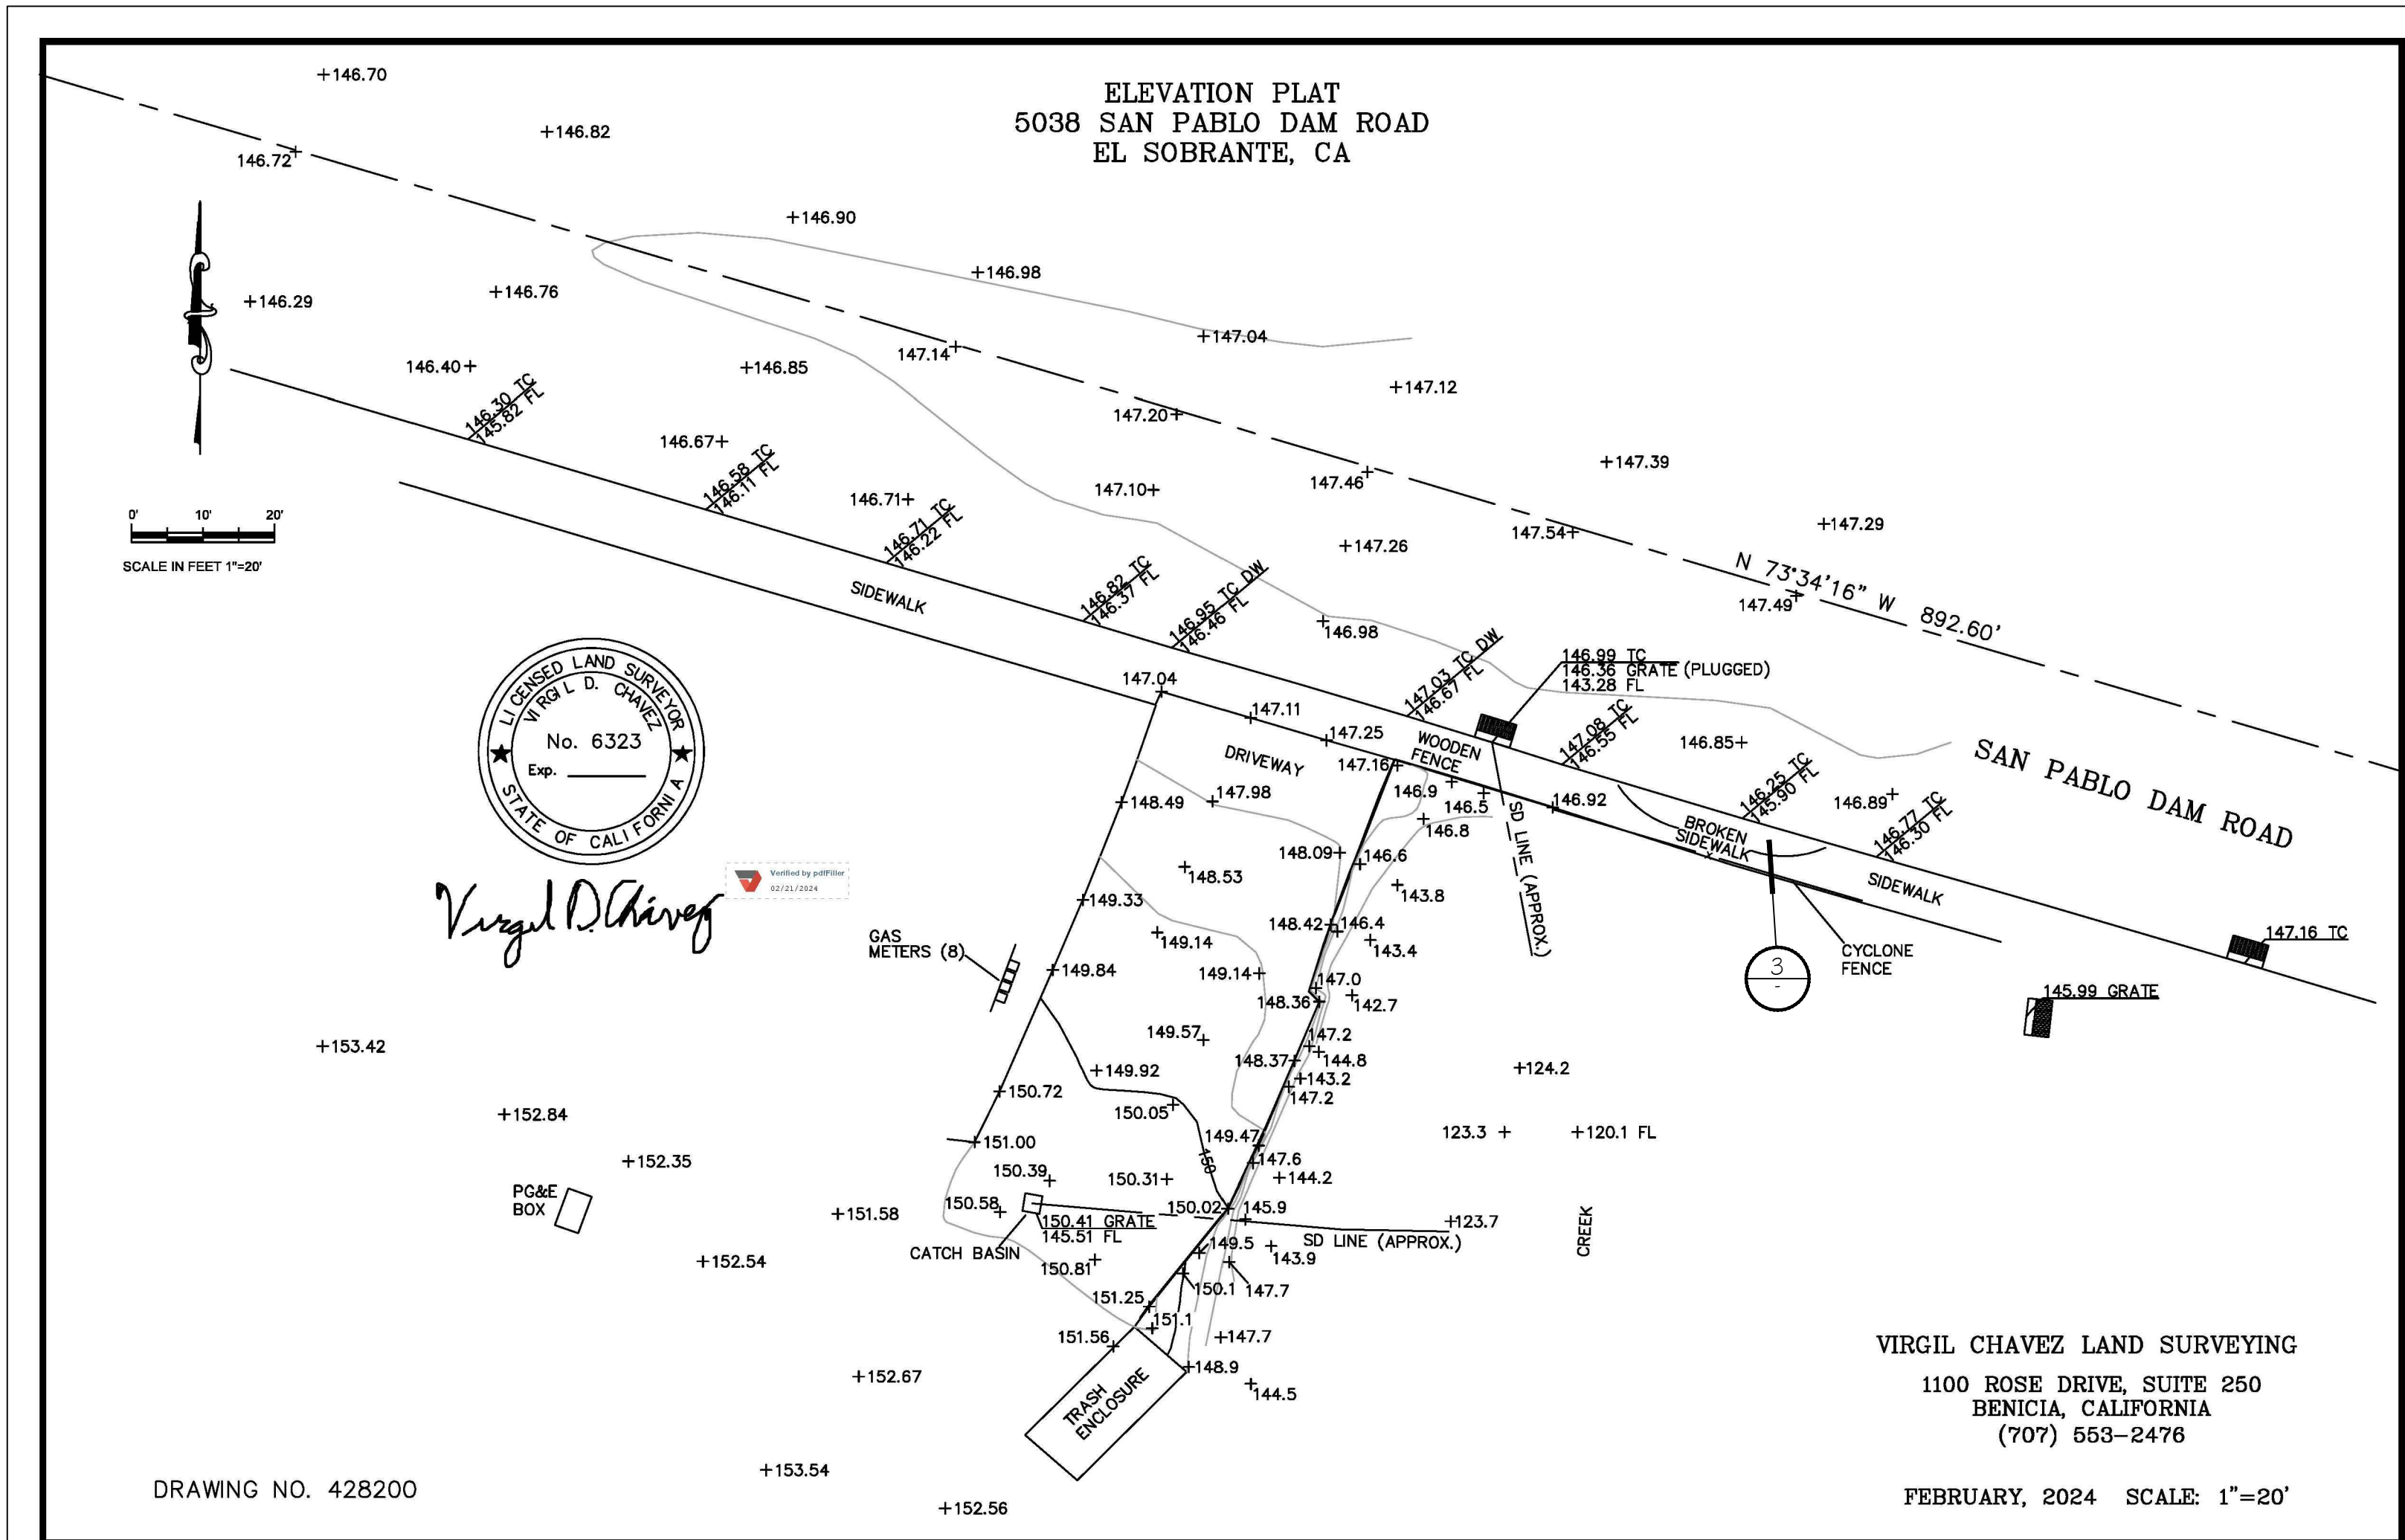 ELEVATION PLAT
5038 SAN PABLO DAM ROAD
EL SOBRANTE, CA
+146.70
+146.82
146.72+
+146.90
+146.98
+146.29
+146.76
+147.04
147.14+
146.40+
+146.85
+147.12
146.30 TC
145.82 FL
147.20+
146.67+
+147.39
146.58 TC
146.11 FL
147.46+
147.10+
146.71+
146.71 TC
146.22 FL
0' 10' 20'
SCALE IN FEET 1"=20'
+147.29
147.54+
+147.26
N 73°34'16" W 892.60'
147.49+
SIDEWALK
146.82 TC
146.37 FL
146.95 TC DW
146.46 FL
+146.98
147.03 TC DW
146.67 FL
146.99 TC
146.36 GRATE (PLUGGED)
143.28 FL
LICENSED LAND SURVEYOR
VIRGIL D. CHAVEZ
No. 6323
Exp.
STATE OF CALIFORNIA
Virgil D. Chávez
Verified by pdfFiller
02/21/2024
147.04
+147.11
+147.25
DRIVEWAY
WOODEN
FENCE
147.16+
147.08 TC
146.55 FL
146.85+
SAN PABLO DAM ROAD
146.9
146.5
+146.92
SD LINE (APPROX.)
146.25 TC
145.90 FL
146.89+
146.77 TC
146.30 FL
BROKEN
SIDEWALK
x
SIDEWALK
+148.49
+147.98
+146.8
148.09+
+146.6
+148.53
+143.8
+149.33
148.42+
+146.4
+149.14
+143.4
GAS
METERS (8)
+149.84
149.14+
+147.0
148.36+
+142.7
3
-
CYCLONE
FENCE
147.16 TC
145.99 GRATE
+153.42
149.57+
+147.2
148.37+
+144.8
+149.92
+143.2
+124.2
+150.72
147.2
+152.84
150.05+
123.3 +
+120.1 FL
+151.00
149.47+
150
+147.6
+152.35
150.39+
150.31+
+144.2
PG&E
BOX
150.58+
150.02+
145.9
+151.58
150.41 GRATE
145.51 FL
+123.7
SD LINE (APPROX.)
CREEK
CATCH BASIN
+149.5
+143.9
+152.54
150.81+
150.1
147.7
151.25
151.1
151.56+
+147.7
+148.9
+152.67
+144.5
TRASH
ENCLOSURE
+153.54
+152.56
DRAWING NO. 428200
VIRGIL CHAVEZ LAND SURVEYING
1100 ROSE DRIVE, SUITE 250
BENICIA, CALIFORNIA
(707) 553-2476
FEBRUARY, 2024 SCALE: 1"=20'